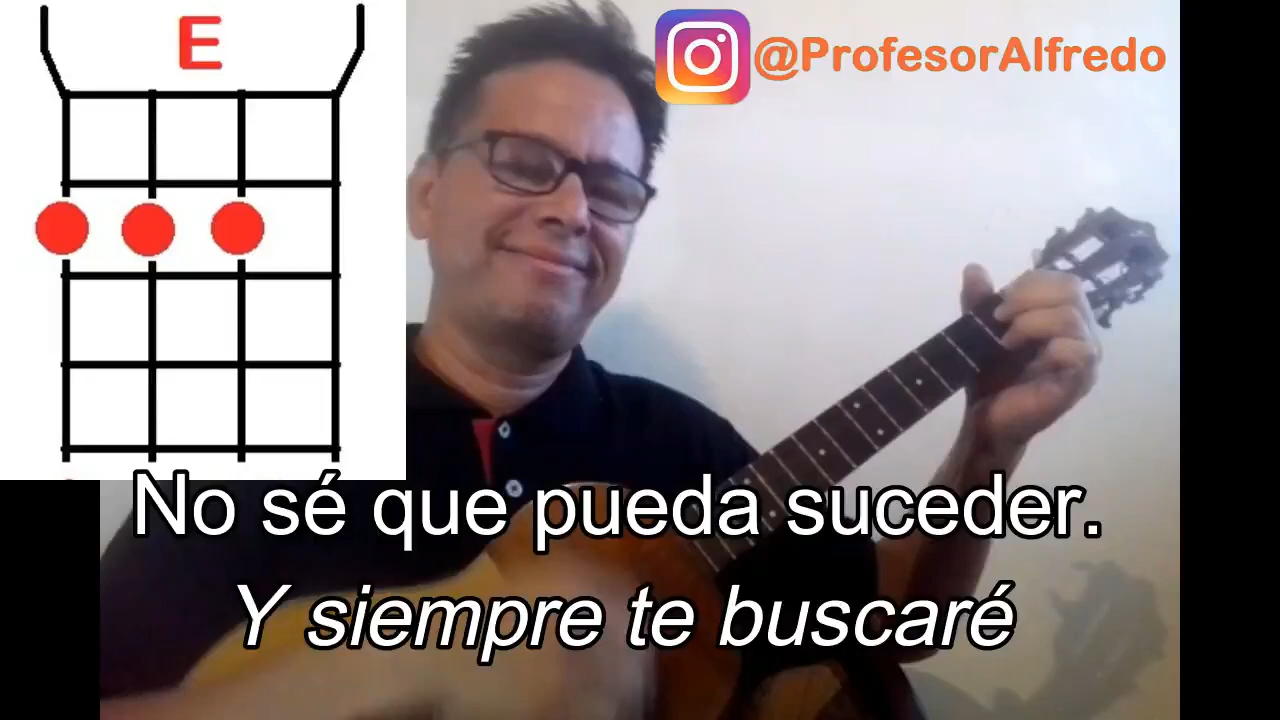 E
@ProfesorAlfredo
No sé que pueda suceder.
Y siempre te buscaré